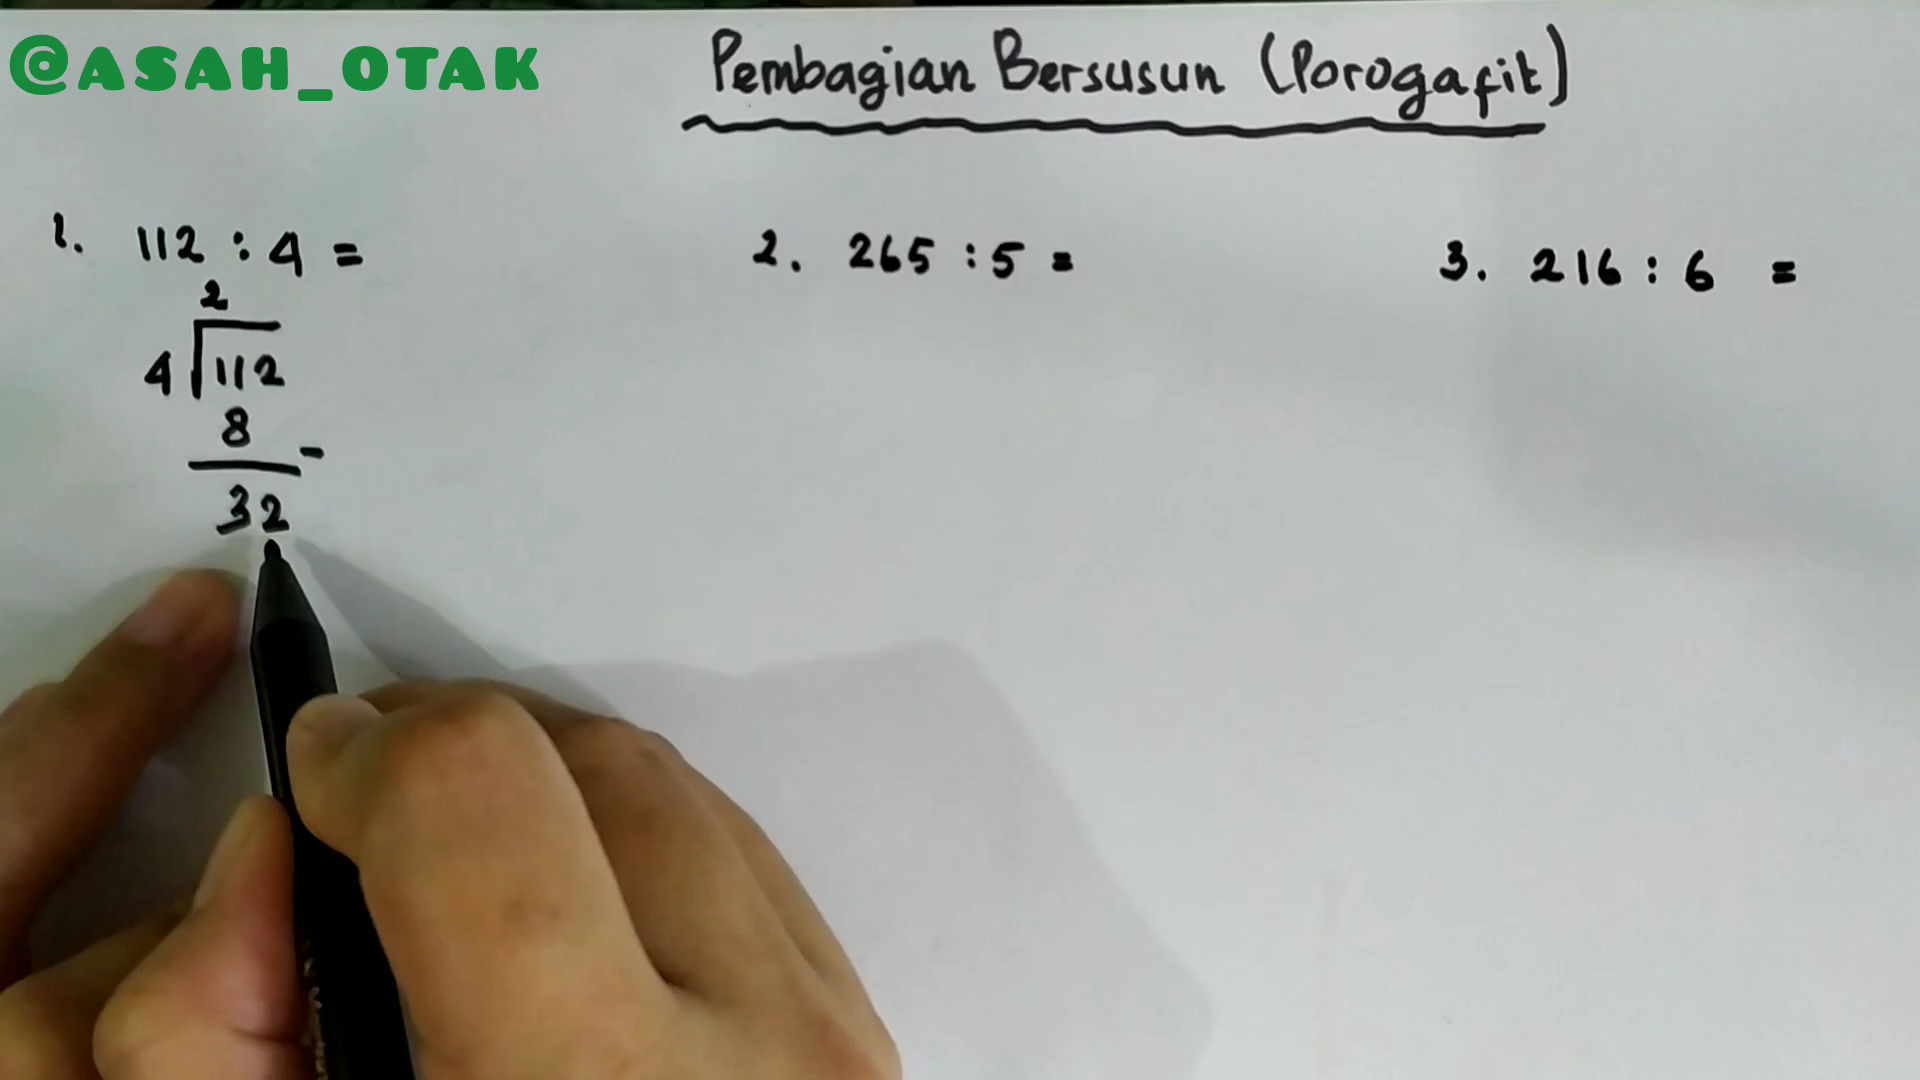 @ASAH_OTAK
Pembagian Bersusun (Porogafit)
1. 112 : 4 =
2. 265 : 5 =
3. 216 : 6 =
2
4 √112
8 -
32